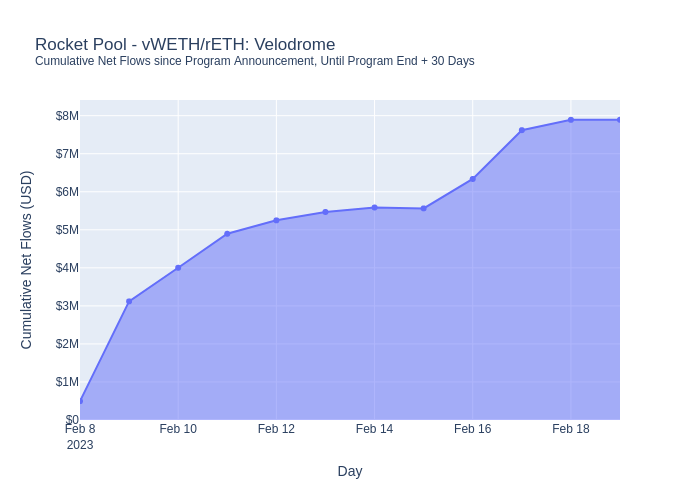 Rocket Pool - vWETH/rETH: Velodrome
Cumulative Net Flows since Program Announcement, Until Program End + 30 Days
Cumulative Net Flows (USD)
$8M
$7M
$6M
$5M
$4M
$3M
$2M
$1M
$0
Feb 8 Feb 10 Feb 12 Feb 14 Feb 16 Feb 18
2023
Day